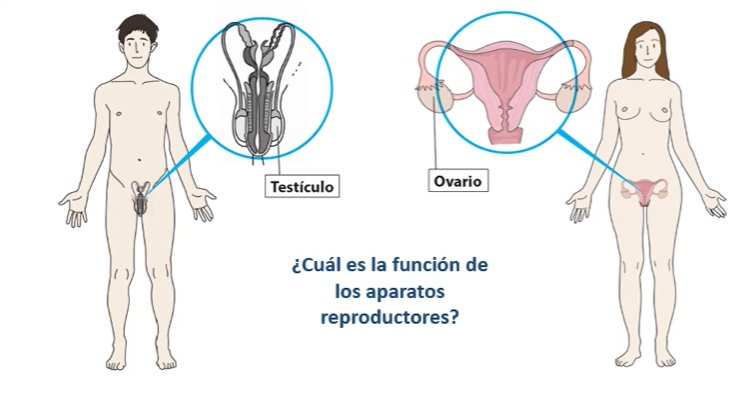 Testículo
Ovario
¿Cuál es la función de
los aparatos
reproductores?